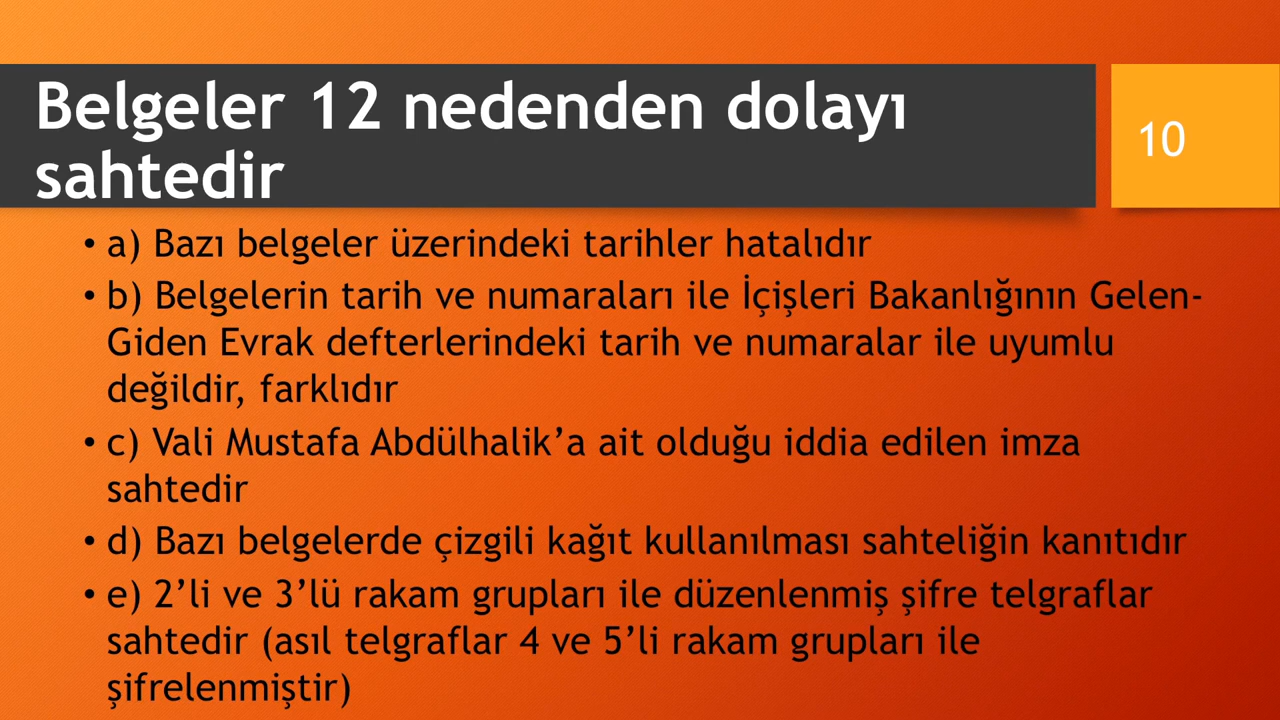 Belgeler 12 nedenden dolayı
sahtedir
10
• a) Bazı belgeler üzerindeki tarihler hatalıdır
• b) Belgelerin tarih ve numaraları ile İçişleri Bakanlığının Gelen-
Giden Evrak defterlerindeki tarih ve numaralar ile uyumlu
değildir, farklıdır
• c) Vali Mustafa Abdülhalik’a ait olduğu iddia edilen imza
sahtedir
• d) Bazı belgelerde çizgili kağıt kullanılması sahteliğin kanıtıdır
• e) 2’li ve 3’lü rakam grupları ile düzenlenmiş şifre telgraflar
sahtedir (asıl telgraflar 4 ve 5’li rakam grupları ile
şifrelenmiştir)